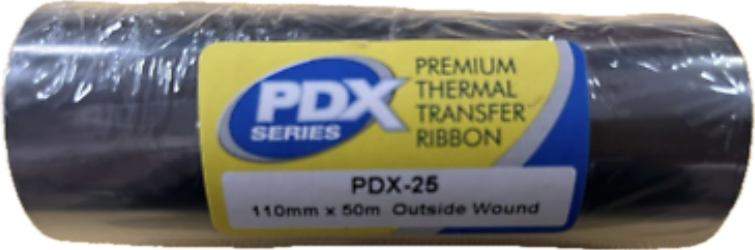 PDX
SERIES
PREMIUM
THERMAL
TRANSFER
RIBBON
PDX-25
110mm x 50m Outside Wound